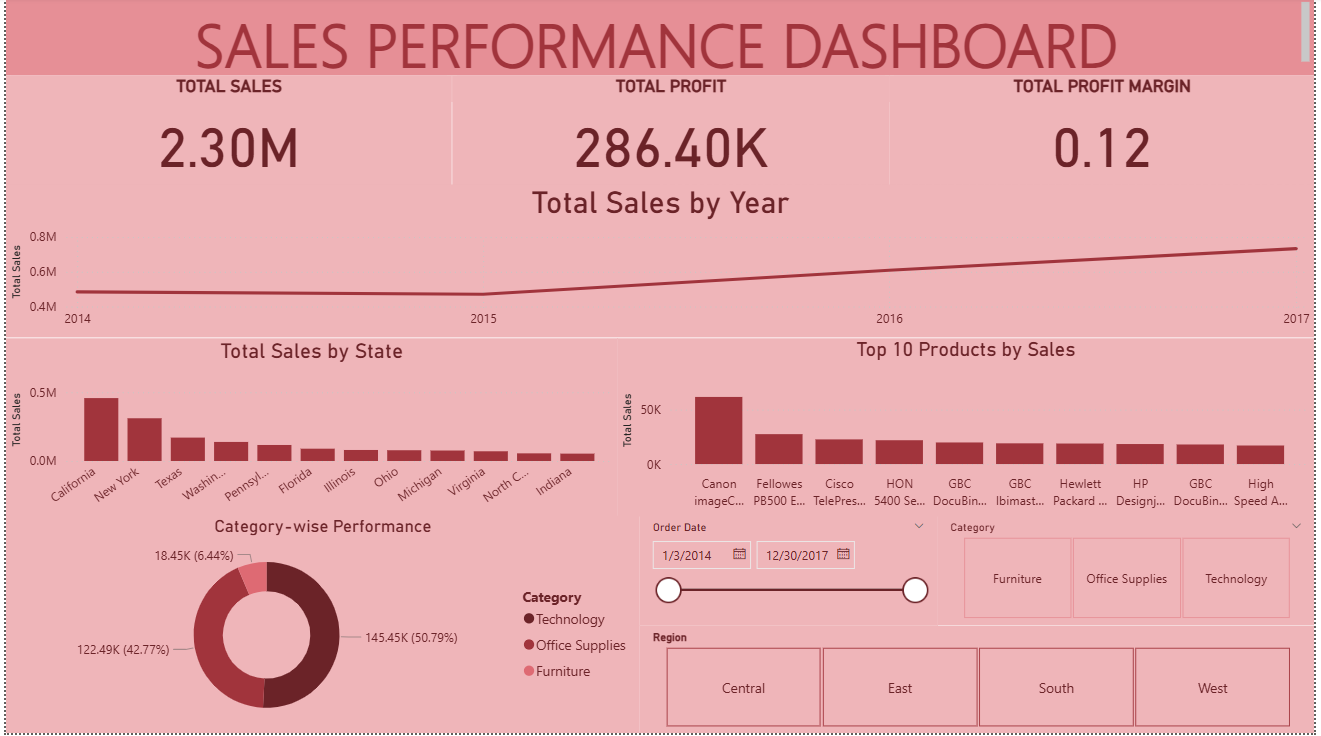 SALES PERFORMANCE DASHBOARD
TOTAL SALES
2.30M
TOTAL PROFIT
286.40K
TOTAL PROFIT MARGIN
0.12
Total Sales by Year
Total Sales
0.8M
0.6M
0.4M
2014
2015
2016
2017
Total Sales by State
Total Sales
0.5M
0.0M
California
New York
Texas
Washin...
Pennsyl...
Florida
Illinois
Ohio
Michigan
Virginia
North C...
Indiana
Top 10 Products by Sales
Total Sales
50K
0K
Canon
imageC...
Fellowes
PB500 E...
Cisco
TelePres...
HON
5400 Se...
GBC
DocuBin...
GBC
Ibimast...
Hewlett
Packard ...
HP
Designj...
GBC
DocuBin...
High
Speed A...
Category-wise Performance
18.45K (6.44%)
122.49K (42.77%)
145.45K (50.79%)
Category
Technology
Office Supplies
Furniture
Order Date
1/3/2014
12/30/2017
Category
Furniture
Office Supplies
Technology
Region
Central
East
South
West